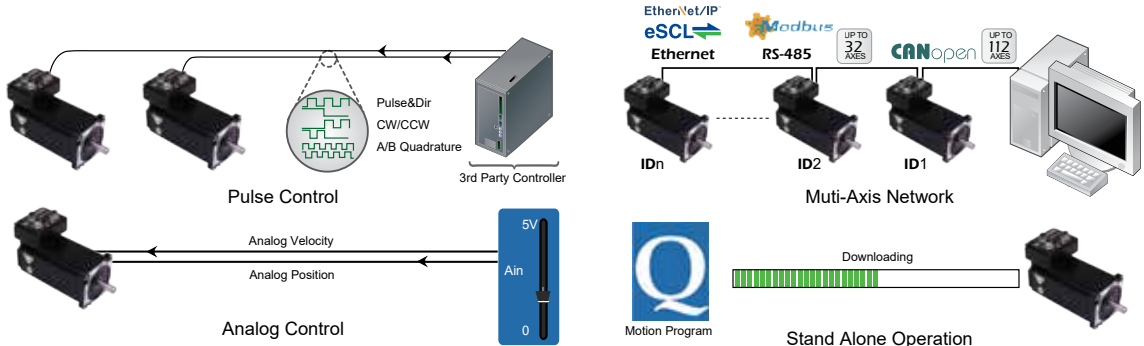 Pulse&Dir
CW/CCW
A/B Quadrature
3rd Party Controller
Pulse Control
EtherNet/IP™
eSCL
Ethernet
Modbus
RS-485
UP TO
32
AXES
CANopen
UP TO
112
AXES
IDn
ID2
ID1
Muti-Axis Network
Analog Velocity
Analog Position
5V
Ain
0
Analog Control
Q
Motion Program
Downloading
Stand Alone Operation